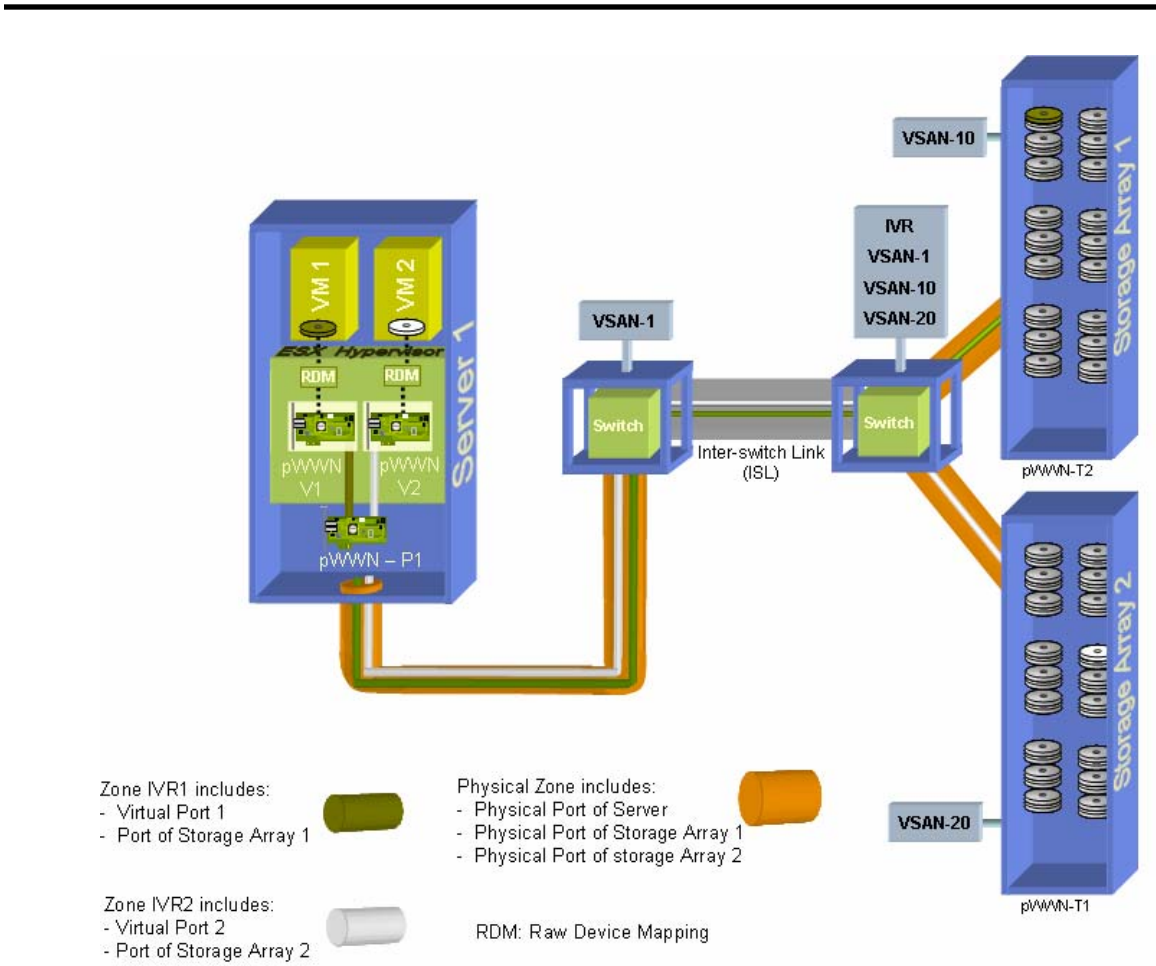 VSAN-10
Storage Array 1
pWWN-T2
IVR
VSAN-1
VSAN-10
VSAN-20
VM 1
VM 2
ESX Hypervisor
RDM
RDM
pWWN
V1
pWWN
V2
Server 1
pWWN – P1
VSAN-1
Switch
Switch
Inter-switch Link
(ISL)
Storage Array 2
VSAN-20
pWWN-T1
Zone IVR1 includes:
- Virtual Port 1
- Port of Storage Array 1
Physical Zone includes:
- Physical Port of Server
- Physical Port of Storage Array 1
- Physical Port of storage Array 2
Zone IVR2 includes:
- Virtual Port 2
- Port of Storage Array 2
RDM: Raw Device Mapping